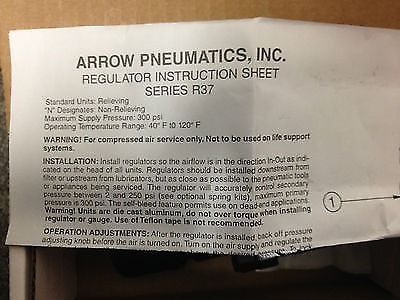 ARROW PNEUMATICS, INC.
REGULATOR INSTRUCTION SHEET
SERIES R37
Standard Units: Relieving
"N" Designates: Non-Relieving
Maximum Supply Pressure: 300 psi
Operating Temperature Range: 40° F to 120° F
WARNING! For compressed air service only. Not to be used on life support
systems.
INSTALLATION: Install regulators so the airflow is in the direction In-Out as indicated
on the head of all units. Regulators should be installed downstream from
filter or upstream from lubricators, but as close as possible to the pneumatic tools
or appliances being serviced. The regulator will accurately control secondary
pressure between 2 and 250 psi (see optional spring kits), maximum primary
pressure is 300 psi. The self-bleed feature permits use on dead end applications.
Warning! Units are die cast aluminum, do not over torque when installing
regulator or gauge. Use of Teflon tape is not recommended.
OPERATION ADJUSTMENTS: After the regulator is installed back off pressure
adjusting knob before the air is turned on. Turn on the air supply and regulate the
1